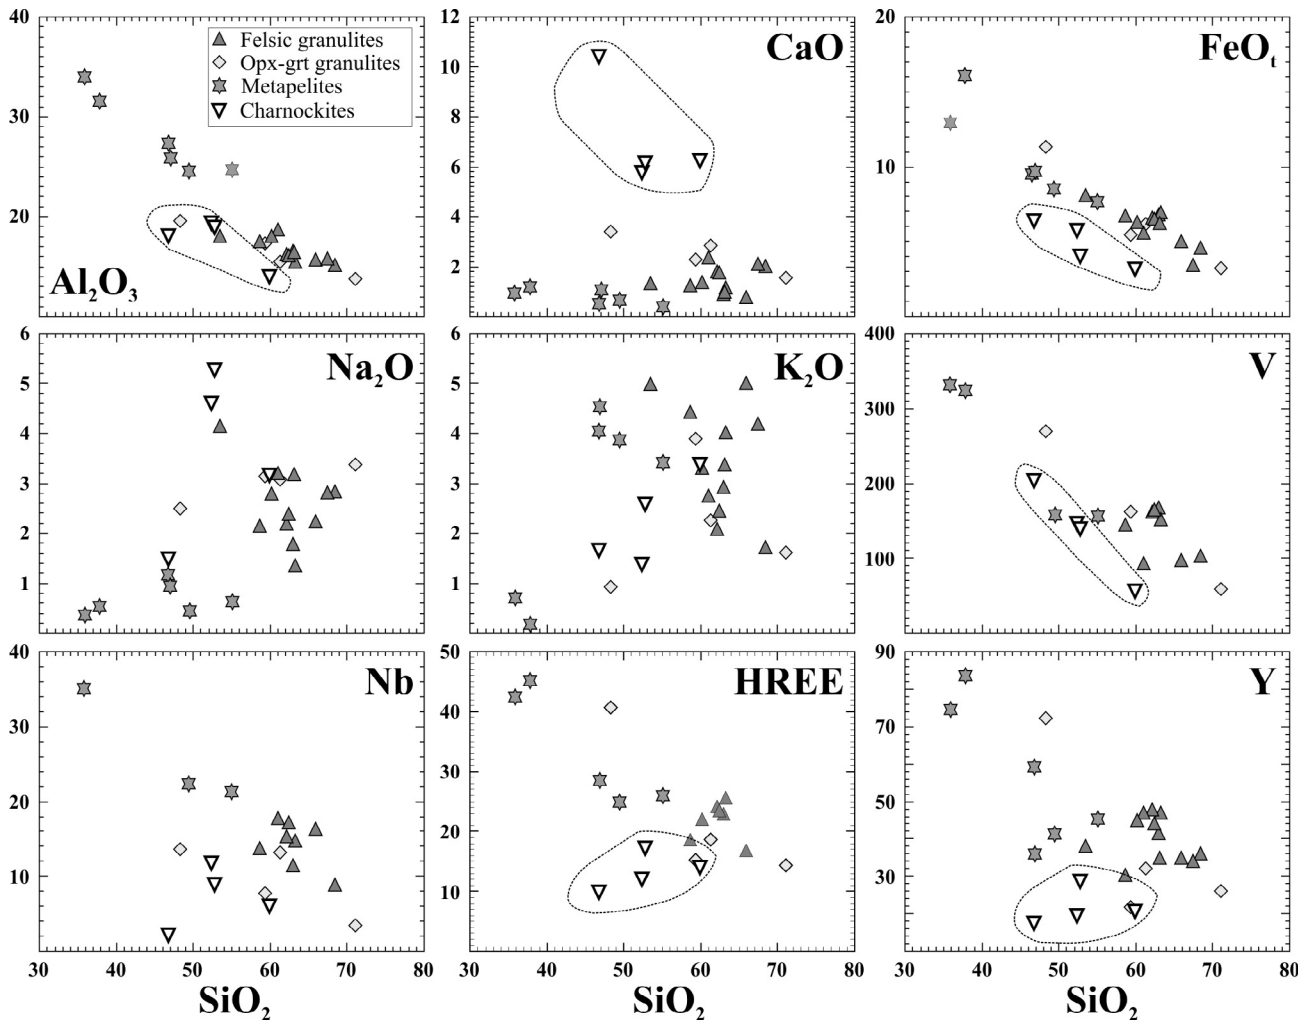 40
30
20
Al₂O₃
Felsic granulites
Opx-grt granulites
Metapelites
Charnockites
12
10
8
6
4
2
CaO
20
10
FeOₜ
6
5
4
3
2
1
Na₂O
6
5
4
3
2
1
K₂O
400
300
200
100
V
40
30
20
10
Nb
30 40 50 60 70
SiO₂
50
40
30
20
10
HREE
30 40 50 60 70 80
SiO₂
90
70
50
30
Y
30 40 50 60 70 80
SiO₂